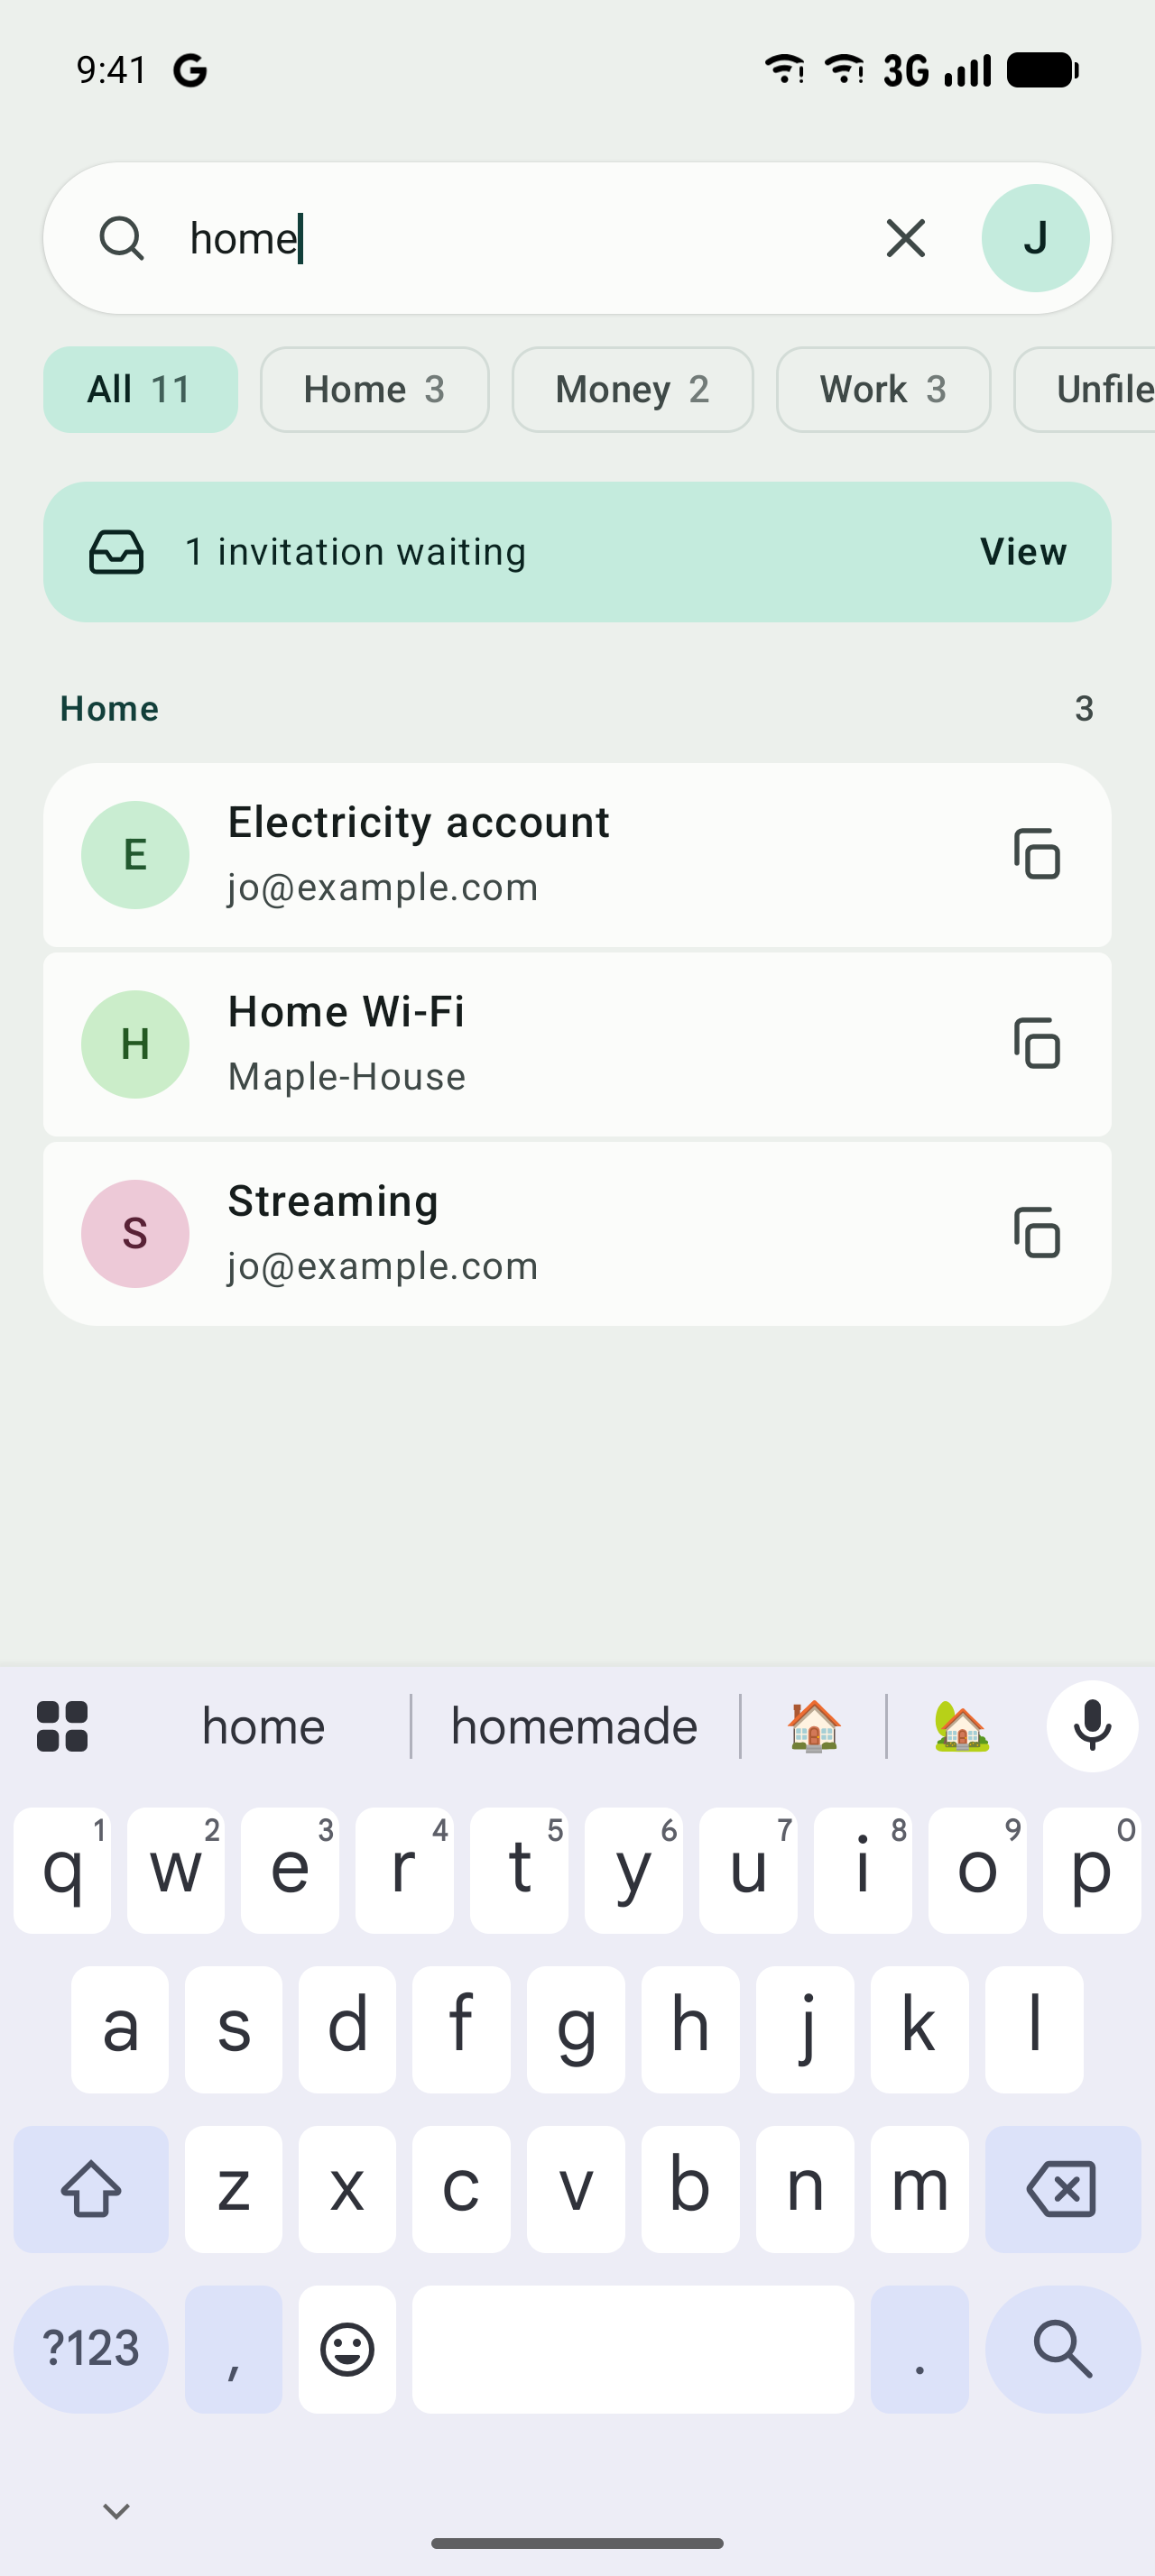 9:41
3G
home
J
All 11
Home 3
Money 2
Work 3
Unfile
1 invitation waiting
View
Home
3
E
Electricity account
jo@example.com
H
Home Wi-Fi
Maple-House
S
Streaming
jo@example.com
home
homemade
q 1 w 2 e 3 r 4 t 5 y 6 u 7 i 8 o 9 p 0
a s d f g h j k l
z x c v b n m
?123 , .